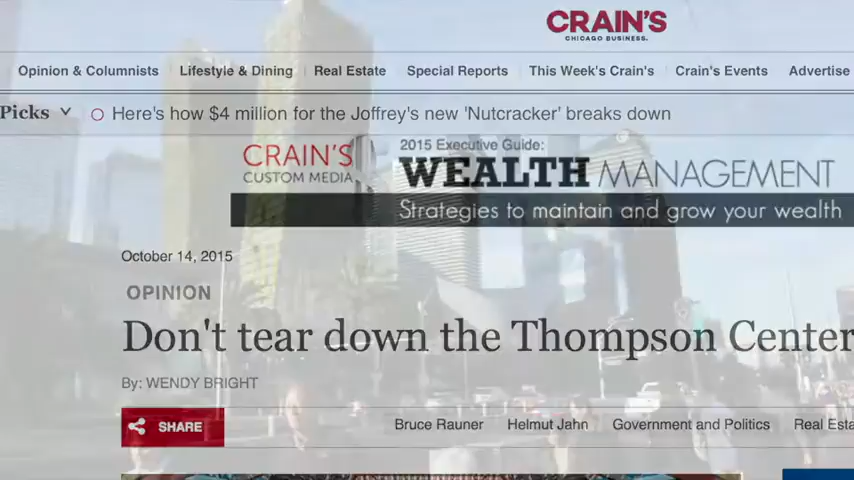 CRAIN'S
CHICAGO BUSINESS.
Opinion & Columnists Lifestyle & Dining Real Estate Special Reports This Week's Crain's Crain's Events Advertise
Picks Here's how $4 million for the Joffrey's new 'Nutcracker' breaks down
CRAIN'S
CUSTOM MEDIA
2015 Executive Guide:
WEALTH MANAGEMENT
Strategies to maintain and grow your wealth
October 14, 2015
OPINION
Don't tear down the Thompson Center
By: WENDY BRIGHT
SHARE
Bruce Rauner Helmut Jahn Government and Politics Real Esta